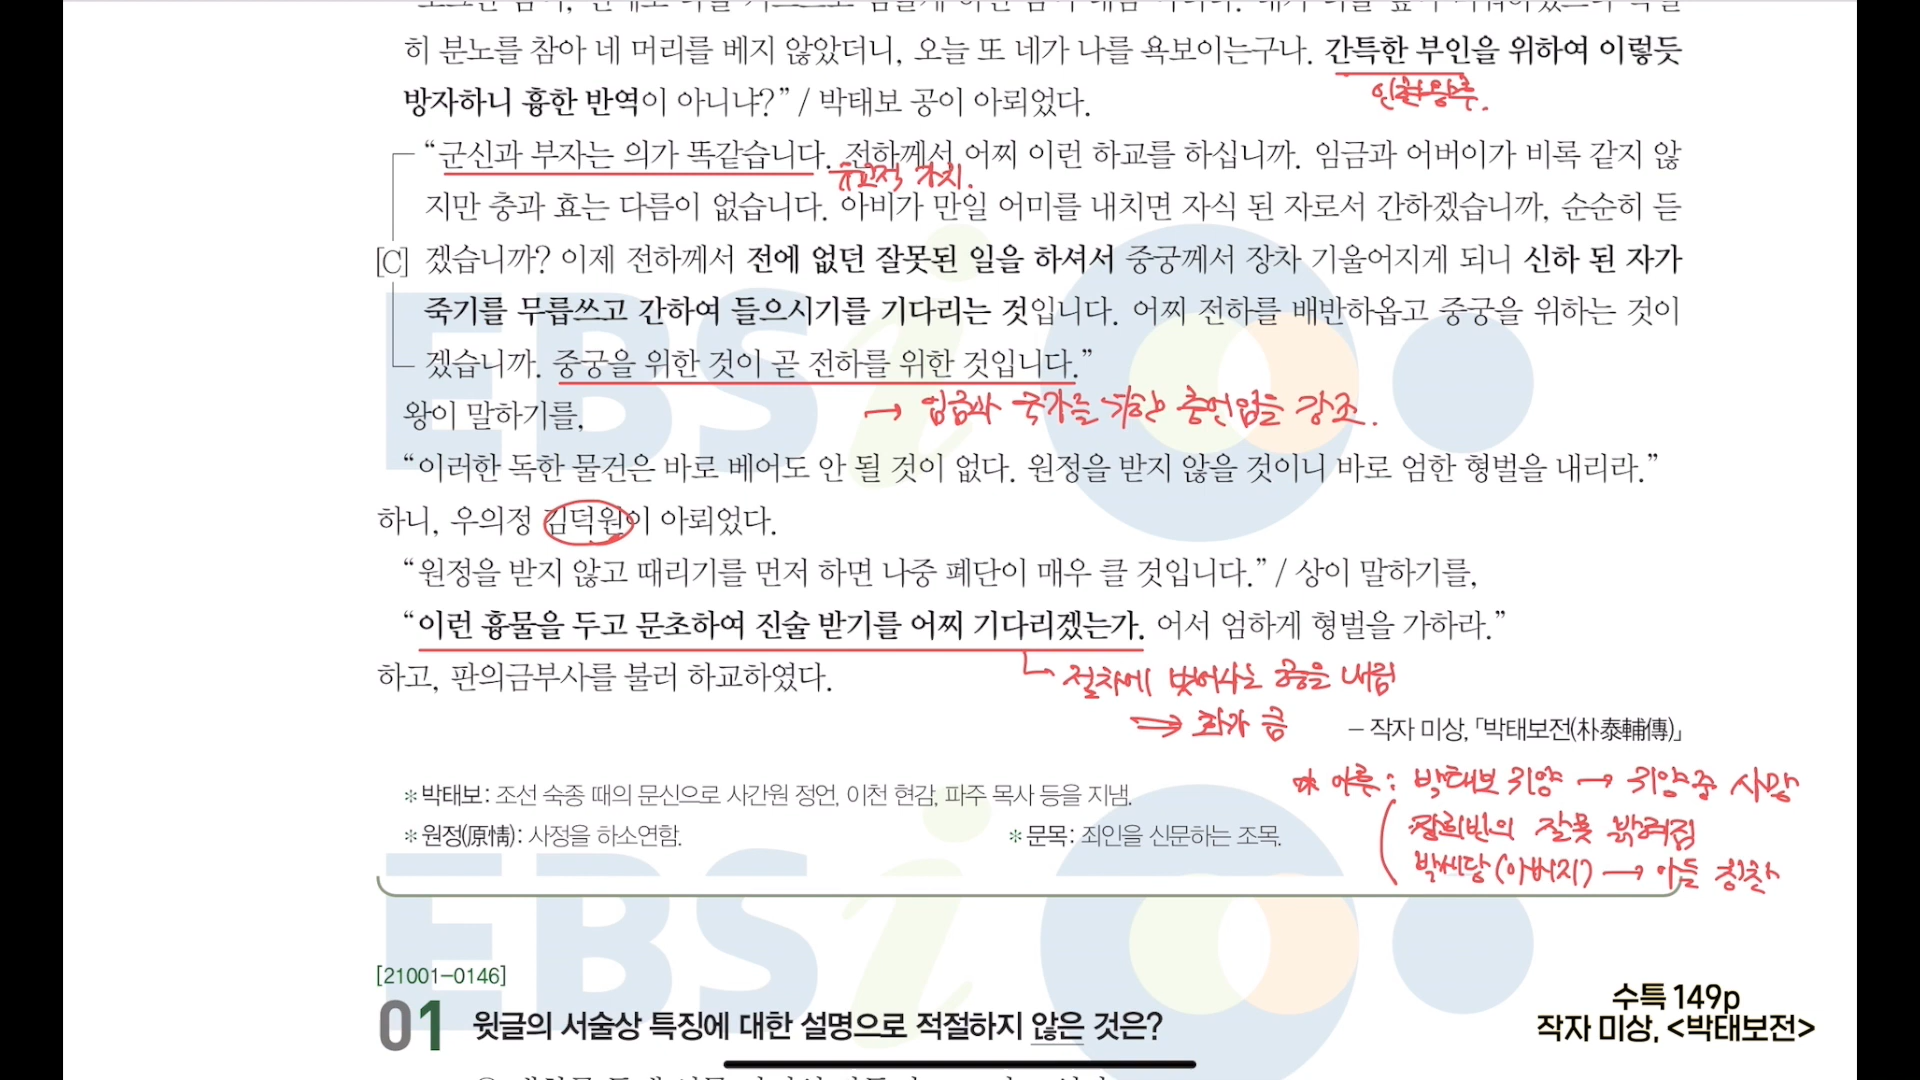 히 분노를 참아 네 머리를 베지 않았더니, 오늘 또 네가 나를 욕보이는구나. 간특한 부인을 위하여 이렇듯
방자하니 흉한 반역이 아니냐?” / 박태보 공이 아뢰었다.
인현왕후.
“군신과 부자는 의가 똑같습니다. 전하께서 어찌 이런 하교를 하십니까. 임금과 어버이가 비록 같지 않
유교적 가치.
지만 충과 효는 다름이 없습니다. 아비가 만일 어미를 내치면 자식 된 자로서 간하겠습니까, 순순히 듣
[C] 겠습니까? 이제 전하께서 전에 없던 잘못된 일을 하셔서 중궁께서 장차 기울어지게 되니 신하 된 자가
죽기를 무릅쓰고 간하여 들으시기를 기다리는 것입니다. 어찌 전하를 배반하옵고 중궁을 위하는 것이
겠습니까. 중궁을 위한 것이 곧 전하를 위한 것입니다.”
→ 임금과 국가를 위한 충언임을 강조.
왕이 말하기를,
“이러한 독한 물건은 바로 베어도 안 될 것이 없다. 원정을 받지 않을 것이니 바로 엄한 형벌을 내리라.”
하니, 우의정 김덕원이 아뢰었다.
“원정을 받지 않고 때리기를 먼저 하면 나중 폐단이 매우 클 것입니다.” / 상이 말하기를,
“이런 흉물을 두고 문초하여 진술 받기를 어찌 기다리겠는가. 어서 엄하게 형벌을 가하라.”
하고, 판의금부사를 불러 하교하였다.
절차에 벗어나는 내림
→
– 작자 미상, 「박태보전(朴泰輔傳)」
이후 : 박태보 귀양 → 귀양중 사망
장희빈의 잘못 밝혀짐
박세당(아버지) → 아들 칭찬
*박태보: 조선 숙종 때의 문신으로 사간원 정언, 이천 현감, 파주 목사 등을 지냄.
*원정(原情): 사정을 하소연함. *문목: 죄인을 신문하는 조목.
EBSi
EBSi
[21001-0146]
01 윗글의 서술상 특징에 대한 설명으로 적절하지 않은 것은?
수특 149p
작자 미상, <박태보전>